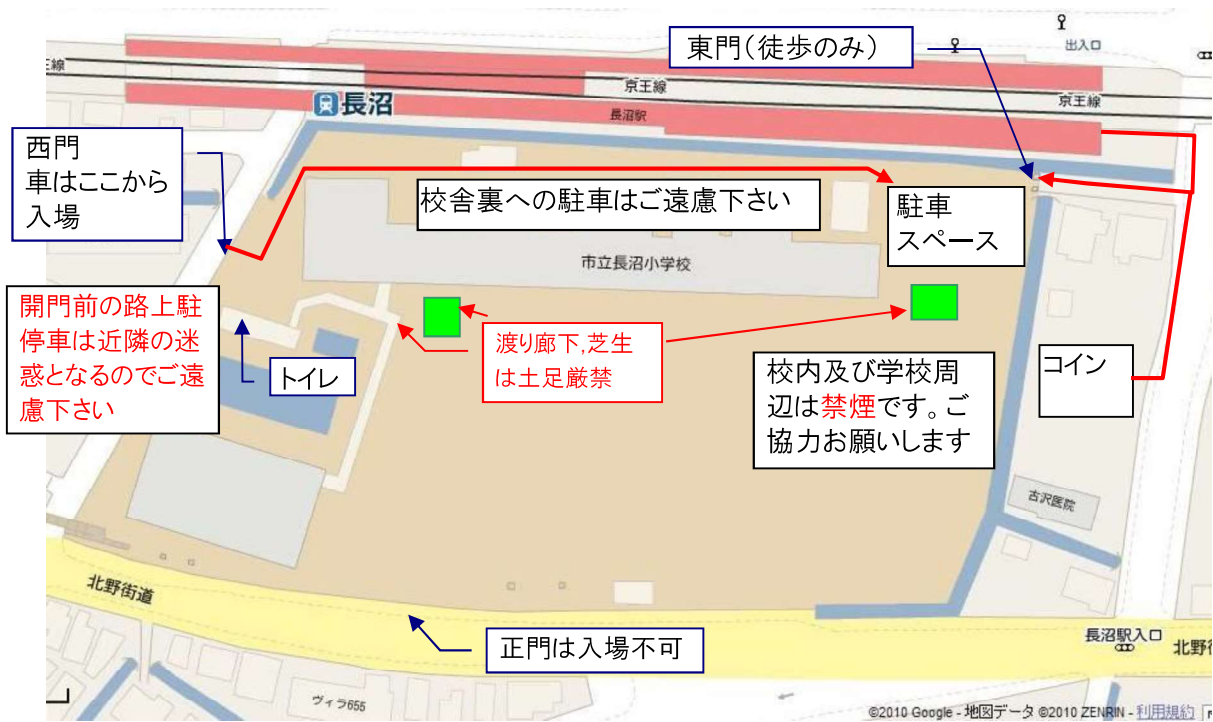 東門(徒歩のみ)
出入口
王線
京王線
京王線
長沼
長沼駅
西門
車はここから
入場
校舎裏への駐車はご遠慮下さい
駐車
スペース
市立長沼小学校
開門前の路上駐
停車は近隣の迷
惑となるのでご遠
慮下さい
トイレ
渡り廊下,芝生
は土足厳禁
校内及び学校周
辺は禁煙です。ご
協力お願いします
コイン
古沢医院
北野街道
正門は入場不可
長沼駅入口
北野街
ヴィラ655
©2010 Google - 地図データ ©2010 ZENRIN - 利用規約